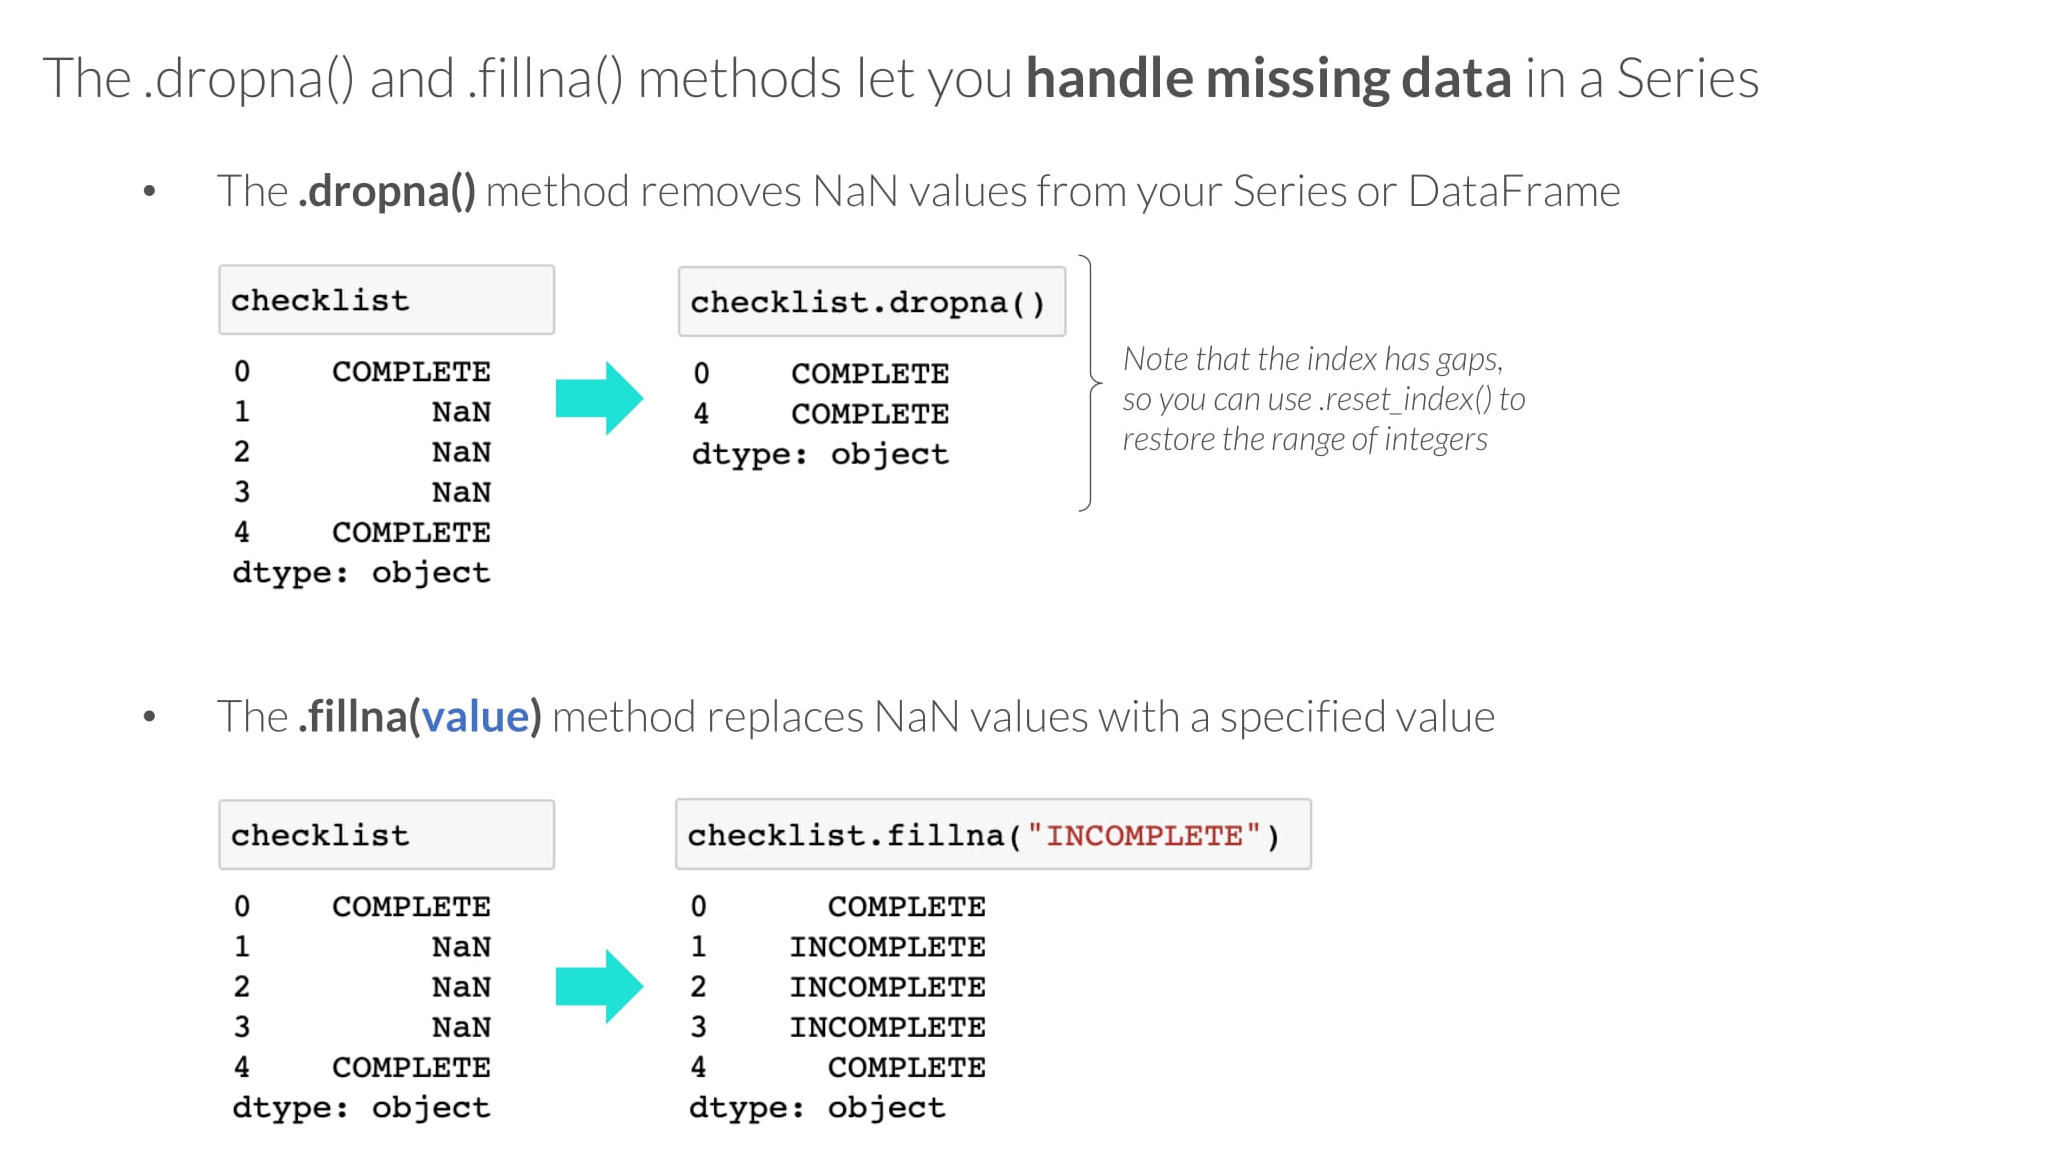 The .dropna() and .fillna() methods let you handle missing data in a Series
• The .dropna() method removes NaN values from your Series or DataFrame
checklist
0 COMPLETE
1 NaN
2 NaN
3 NaN
4 COMPLETE
dtype: object
checklist.dropna()
0 COMPLETE
4 COMPLETE
dtype: object
Note that the index has gaps,
so you can use .reset_index() to
restore the range of integers
• The .fillna(value) method replaces NaN values with a specified value
checklist
0 COMPLETE
1 NaN
2 NaN
3 NaN
4 COMPLETE
dtype: object
checklist.fillna("INCOMPLETE")
0 COMPLETE
1 INCOMPLETE
2 INCOMPLETE
3 INCOMPLETE
4 COMPLETE
dtype: object